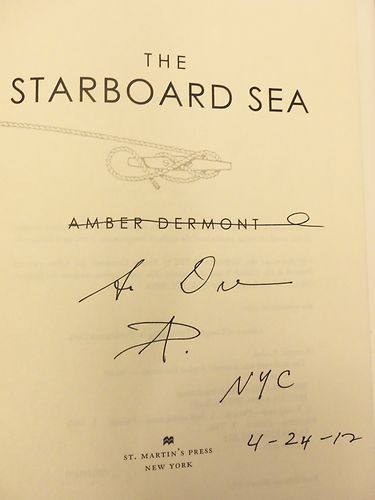 THE
STARBOARD SEA
AMBER DERMONT
NYC
4-24-12
ST. MARTIN'S PRESS
NEW YORK